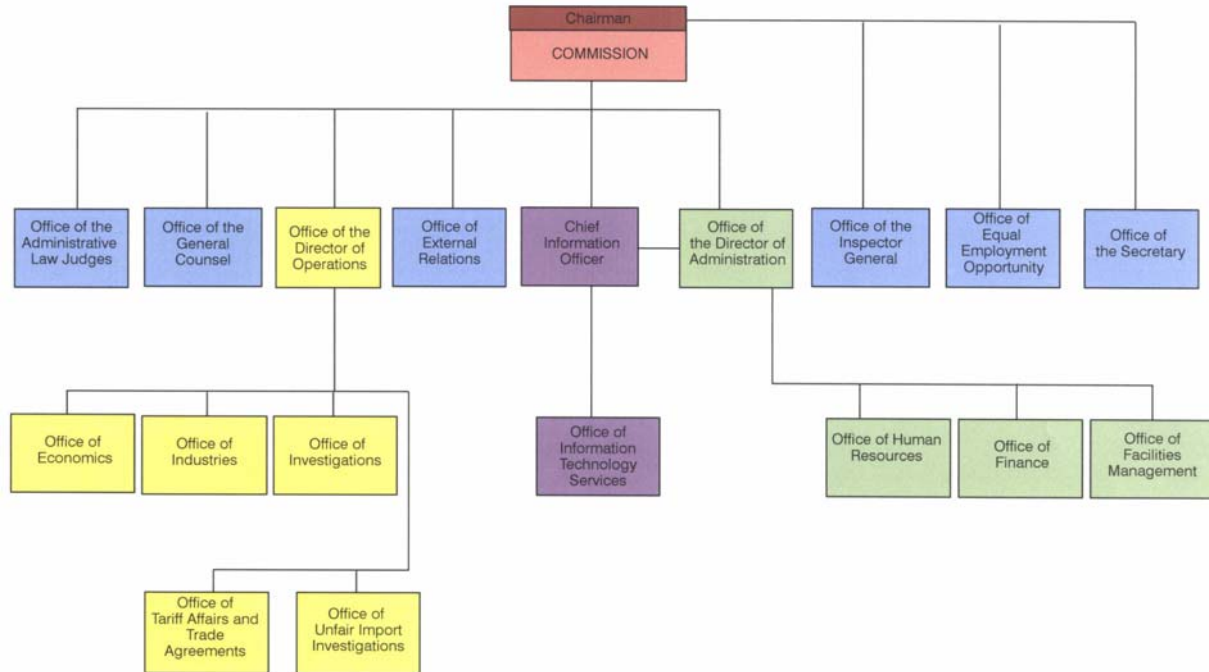 Chairman
COMMISSION
Office of the
Administrative
Law Judges
Office of the
General
Counsel
Office of the
Director of
Operations
Office of
External
Relations
Chief
Information
Officer
Office of
the Director of
Administration
Office of the
Inspector
General
Office of
Equal
Employment
Opportunity
Office of
the Secretary
Office of
Economics
Office of
Industries
Office of
Investigations
Office of
Information
Technology
Services
Office of Human
Resources
Office of
Finance
Office of
Facilities
Management
Office of
Tariff Affairs and
Trade
Agreements
Office of
Unfair Import
Investigations